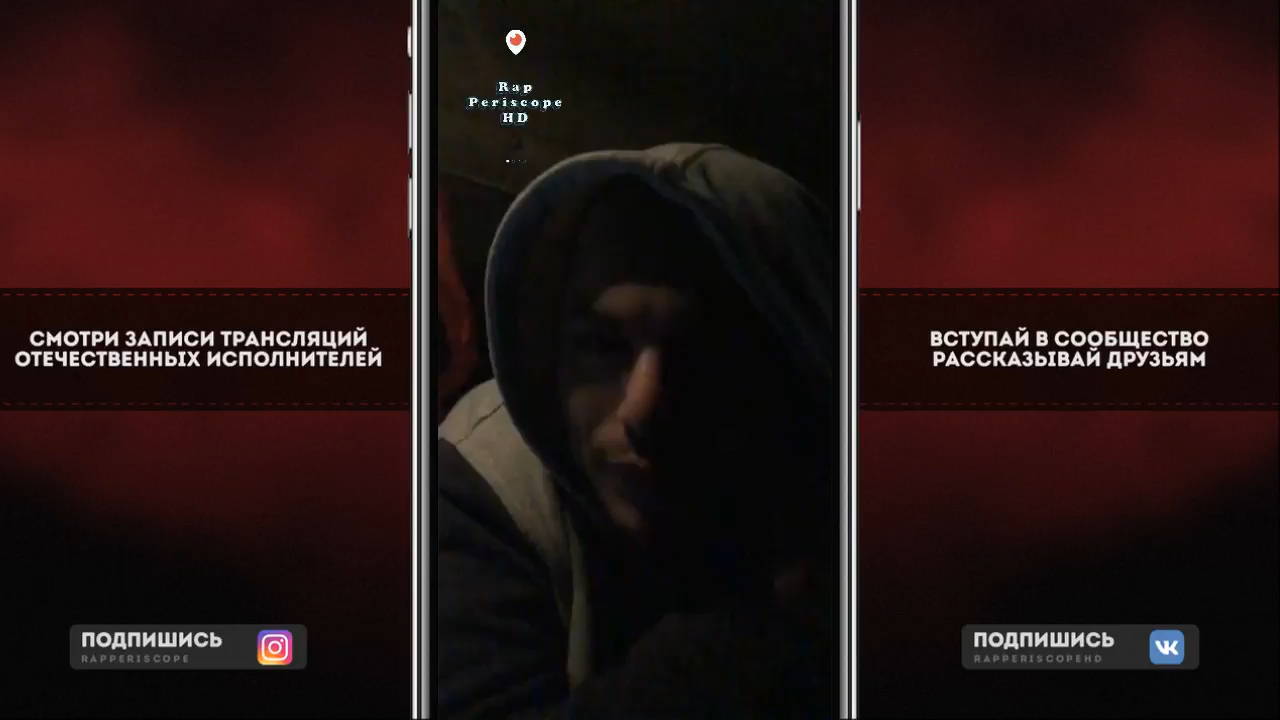 Rap
Periscope
HD
СМОТРИ ЗАПИСИ ТРАНСЛЯЦИЙ
ОТЕЧЕСТВЕННЫХ ИСПОЛНИТЕЛЕЙ
ВСТУПАЙ В СООБЩЕСТВО
РАССКАЗЫВАЙ ДРУЗЬЯМ
ПОДПИШИСЬ
RAPPERISCOPE
ПОДПИШИСЬ
RAPPERISCOPEHD